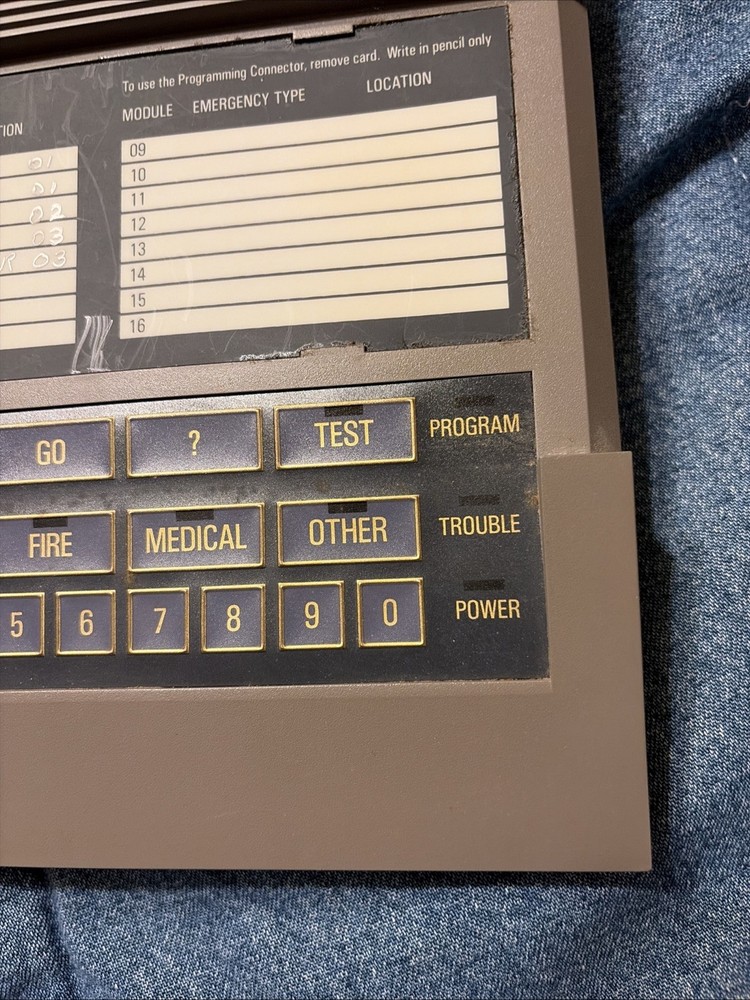 To use the Programming Connector, remove card. Write in pencil only
TION
MODULE EMERGENCY TYPE LOCATION
01
01
02
03
R 03
09
10
11
12
13
14
15
16
GO ? TEST PROGRAM
FIRE MEDICAL OTHER TROUBLE
5 6 7 8 9 0 POWER